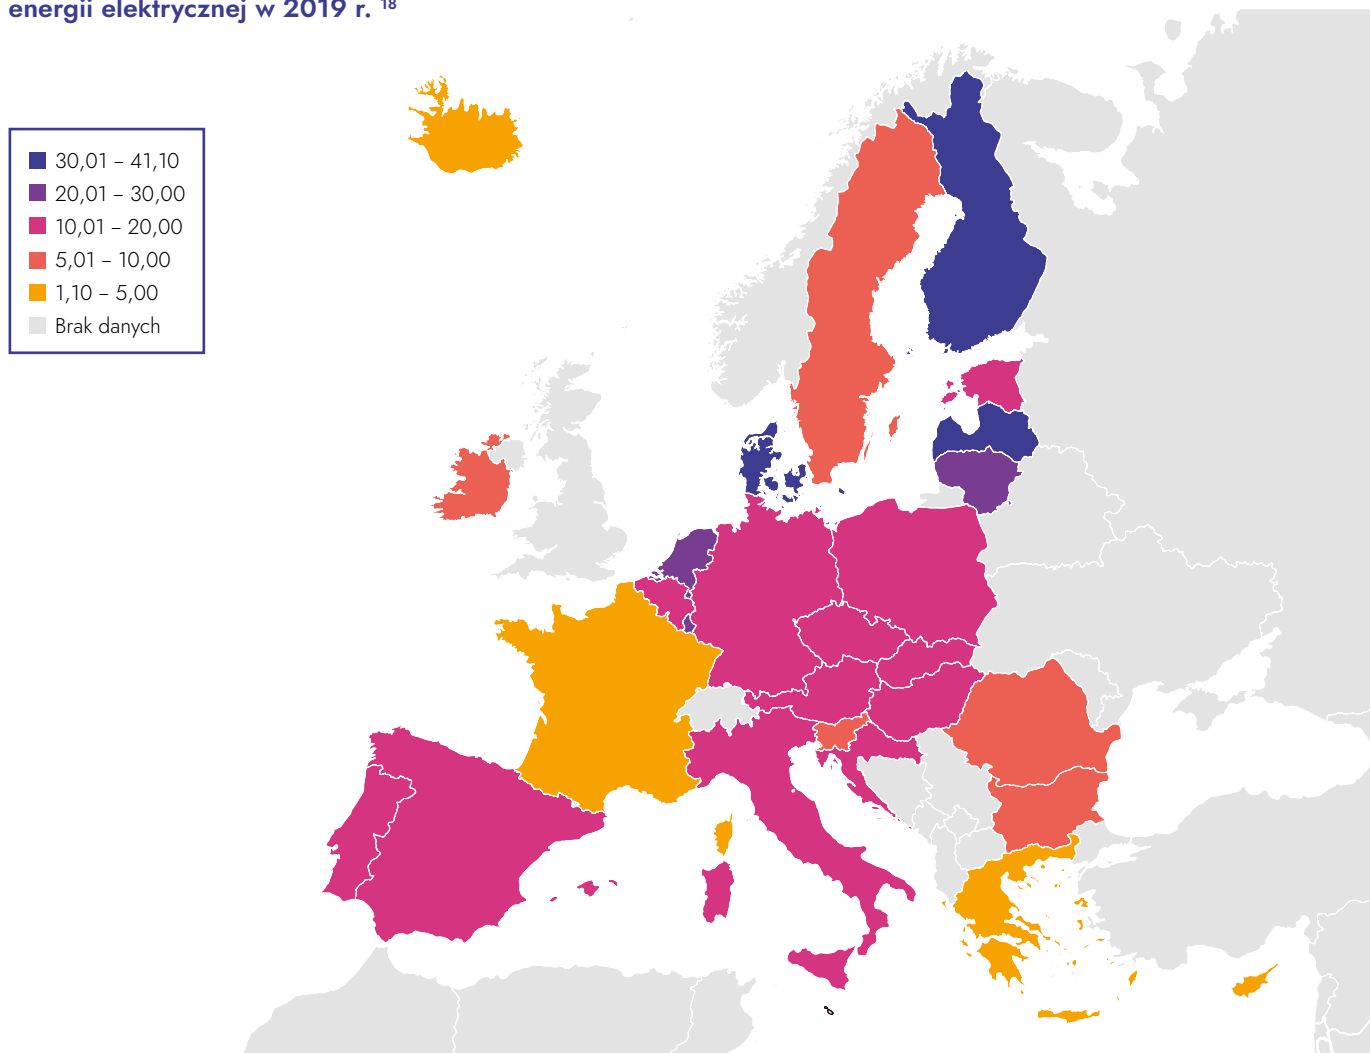 energii elektrycznej w 2019 r. 18
30,01 – 41,10
20,01 – 30,00
10,01 – 20,00
5,01 – 10,00
1,10 – 5,00
Brak danych